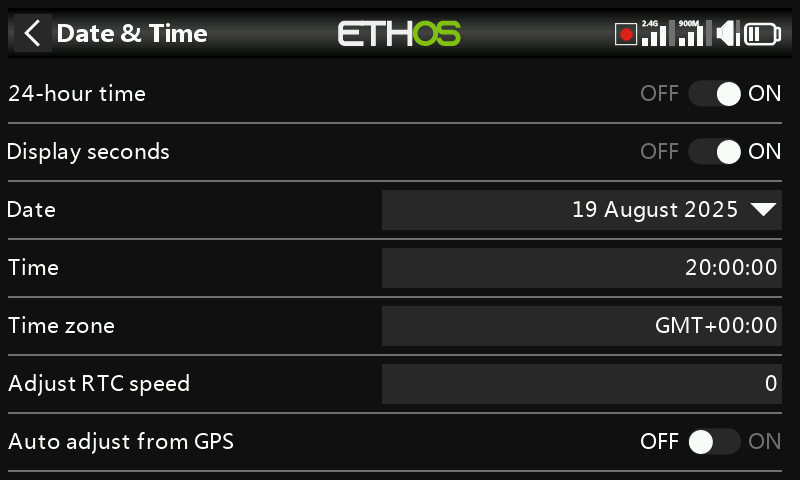 Date & Time
ETHOS
2.4G
900M
24-hour time
OFF ON
Display seconds
OFF ON
Date
19 August 2025
Time
20:00:00
Time zone
GMT+00:00
Adjust RTC speed
0
Auto adjust from GPS
OFF ON